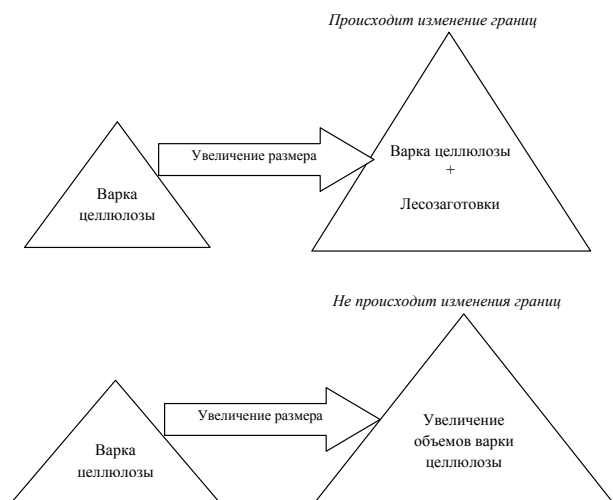 Происходит изменение границ
Увеличение размера
Варка
целлюлозы
Варка целлюлозы
+
Лесозаготовки
Не происходит изменения границ
Увеличение размера
Варка
целлюлозы
Увеличение
объемов варки
целлюлозы